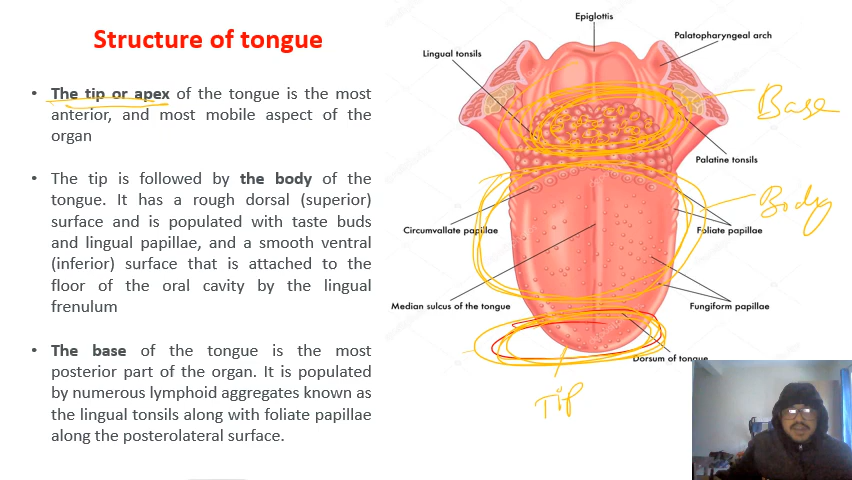 Structure of tongue
• The tip or apex of the tongue is the most
anterior, and most mobile aspect of the
organ
• The tip is followed by the body of the
tongue. It has a rough dorsal (superior)
surface and is populated with taste buds
and lingual papillae, and a smooth ventral
(inferior) surface that is attached to the
floor of the oral cavity by the lingual
frenulum
• The base of the tongue is the most
posterior part of the organ. It is populated
by numerous lymphoid aggregates known as
the lingual tonsils along with foliate papillae
along the posterolateral surface.
Epiglottis
Palatopharyngeal arch
Lingual tonsils
Base
Palatine tonsils
Body
Circumvallate papillae
Foliate papillae
Median sulcus of the tongue
Fungiform papillae
Dorsum of tongue
Tip